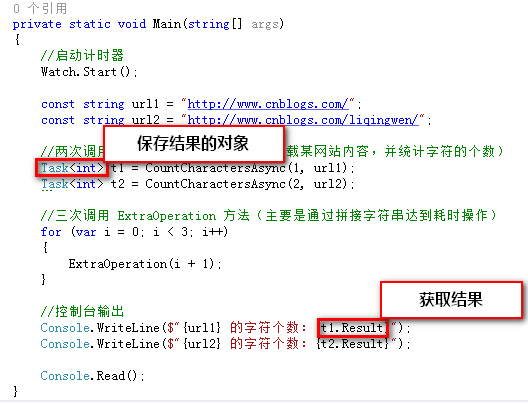 0 个引用
private static void Main(string[] args)
{
//启动计时器
Watch.Start();
const string url1 = "http://www.cnblogs.com/";
const string url2 = "http://www.cnblogs.com/liqingwen/";
保存结果的对象
//两次调用 载某网站内容，并统计字符的个数）
Task<int> t1 = CountCharactersAsync(1, url1);
Task<int> t2 = CountCharactersAsync(2, url2);
//三次调用 ExtraOperation 方法（主要是通过拼接字符串达到耗时操作）
for (var i = 0; i < 3; i++)
{
ExtraOperation(i + 1);
}
获取结果
//控制台输出
Console.WriteLine($"{url1} 的字符个数: {t1.Result}");
Console.WriteLine($"{url2} 的字符个数: {t2.Result}");
Console.Read();
}